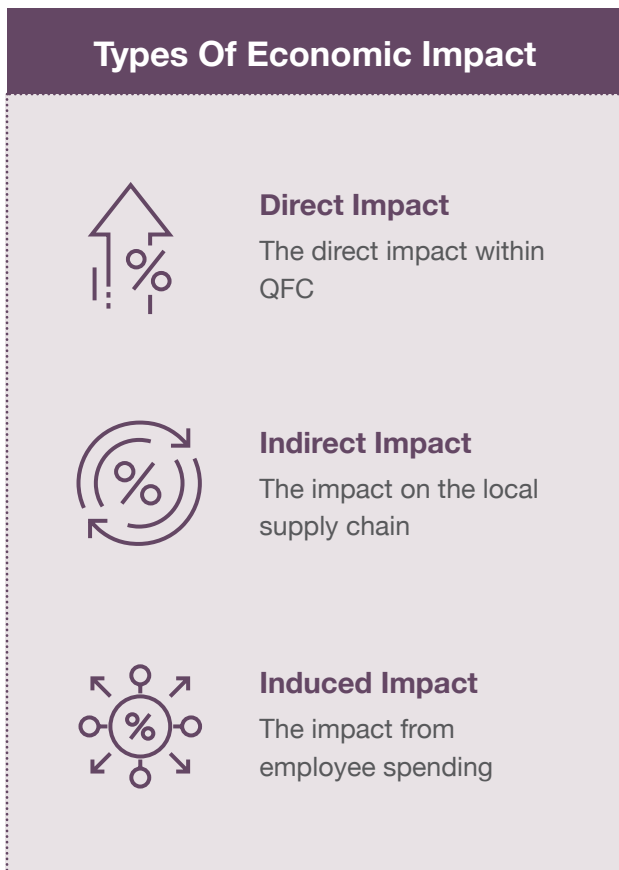 Types Of Economic Impact
Direct Impact
The direct impact within
QFC
Indirect Impact
The impact on the local
supply chain
Induced Impact
The impact from
employee spending